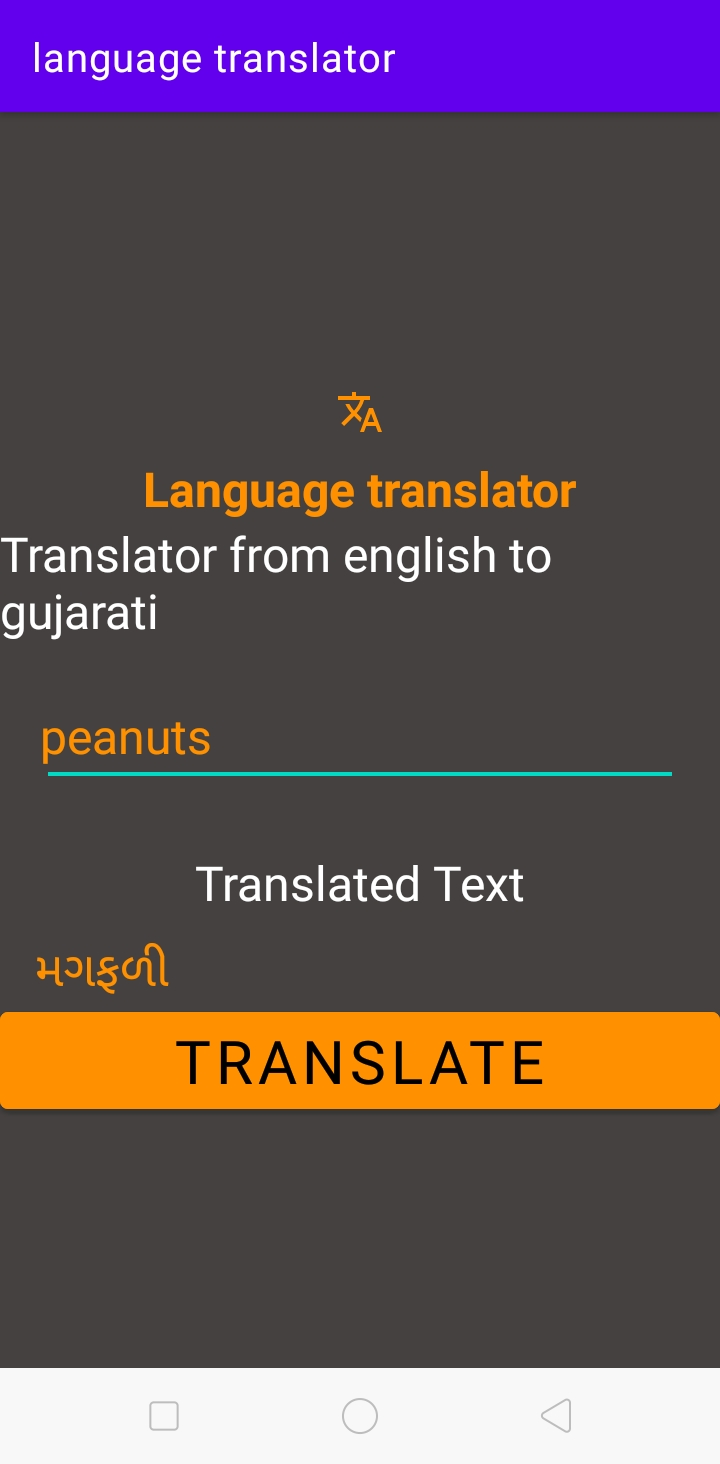 language translator
Language translator
Translator from english to
gujarati
peanuts
Translated Text
મગફળી
TRANSLATE